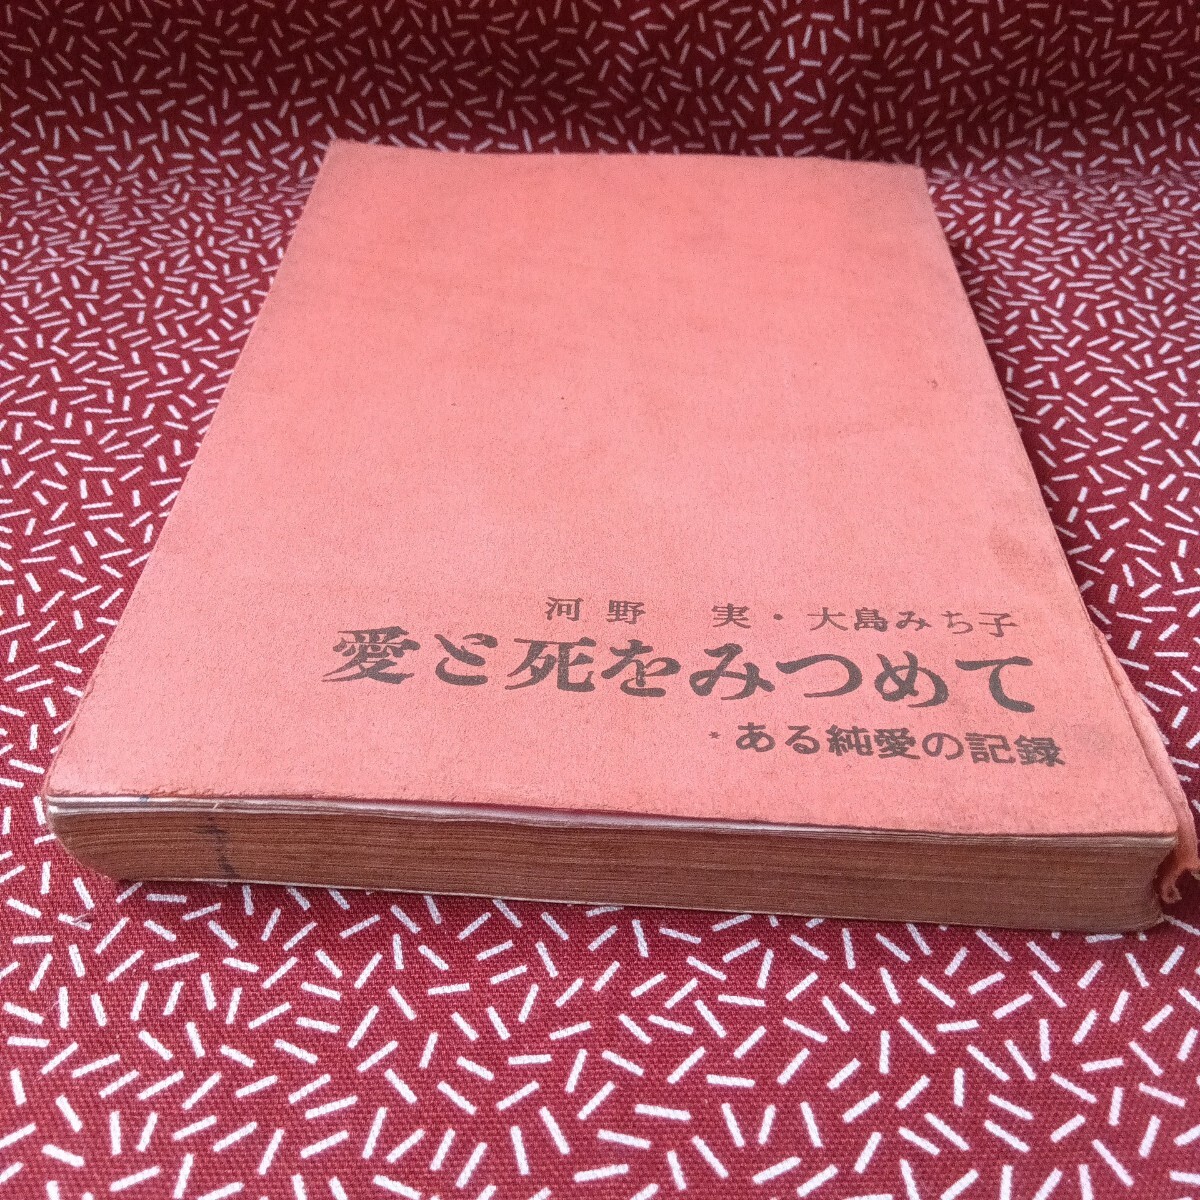 河野 実・大島みち子
愛と死をみつめて
*ある純愛の記録